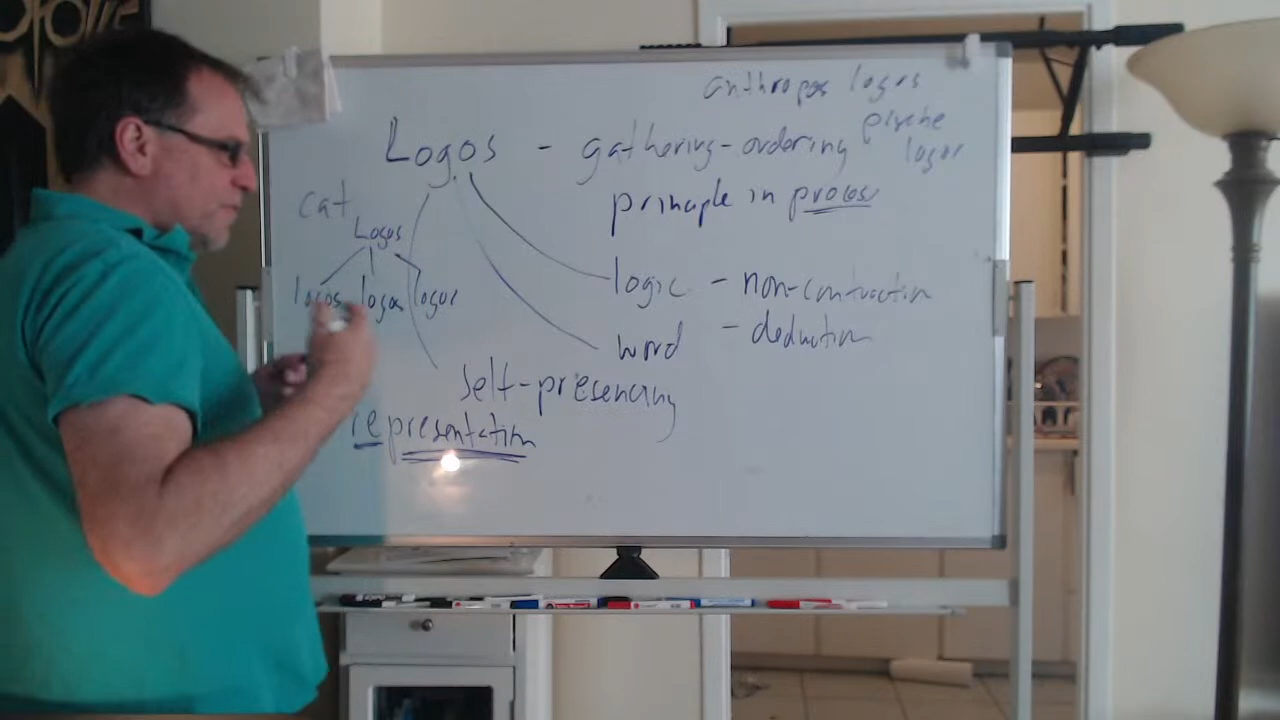 anthropos logos
psyche
logos
Logos - gathering-ordering
principle in process
cat
Logos
logos logos logos
logic - non-contradiction
word - deduction
self-presencing
representation